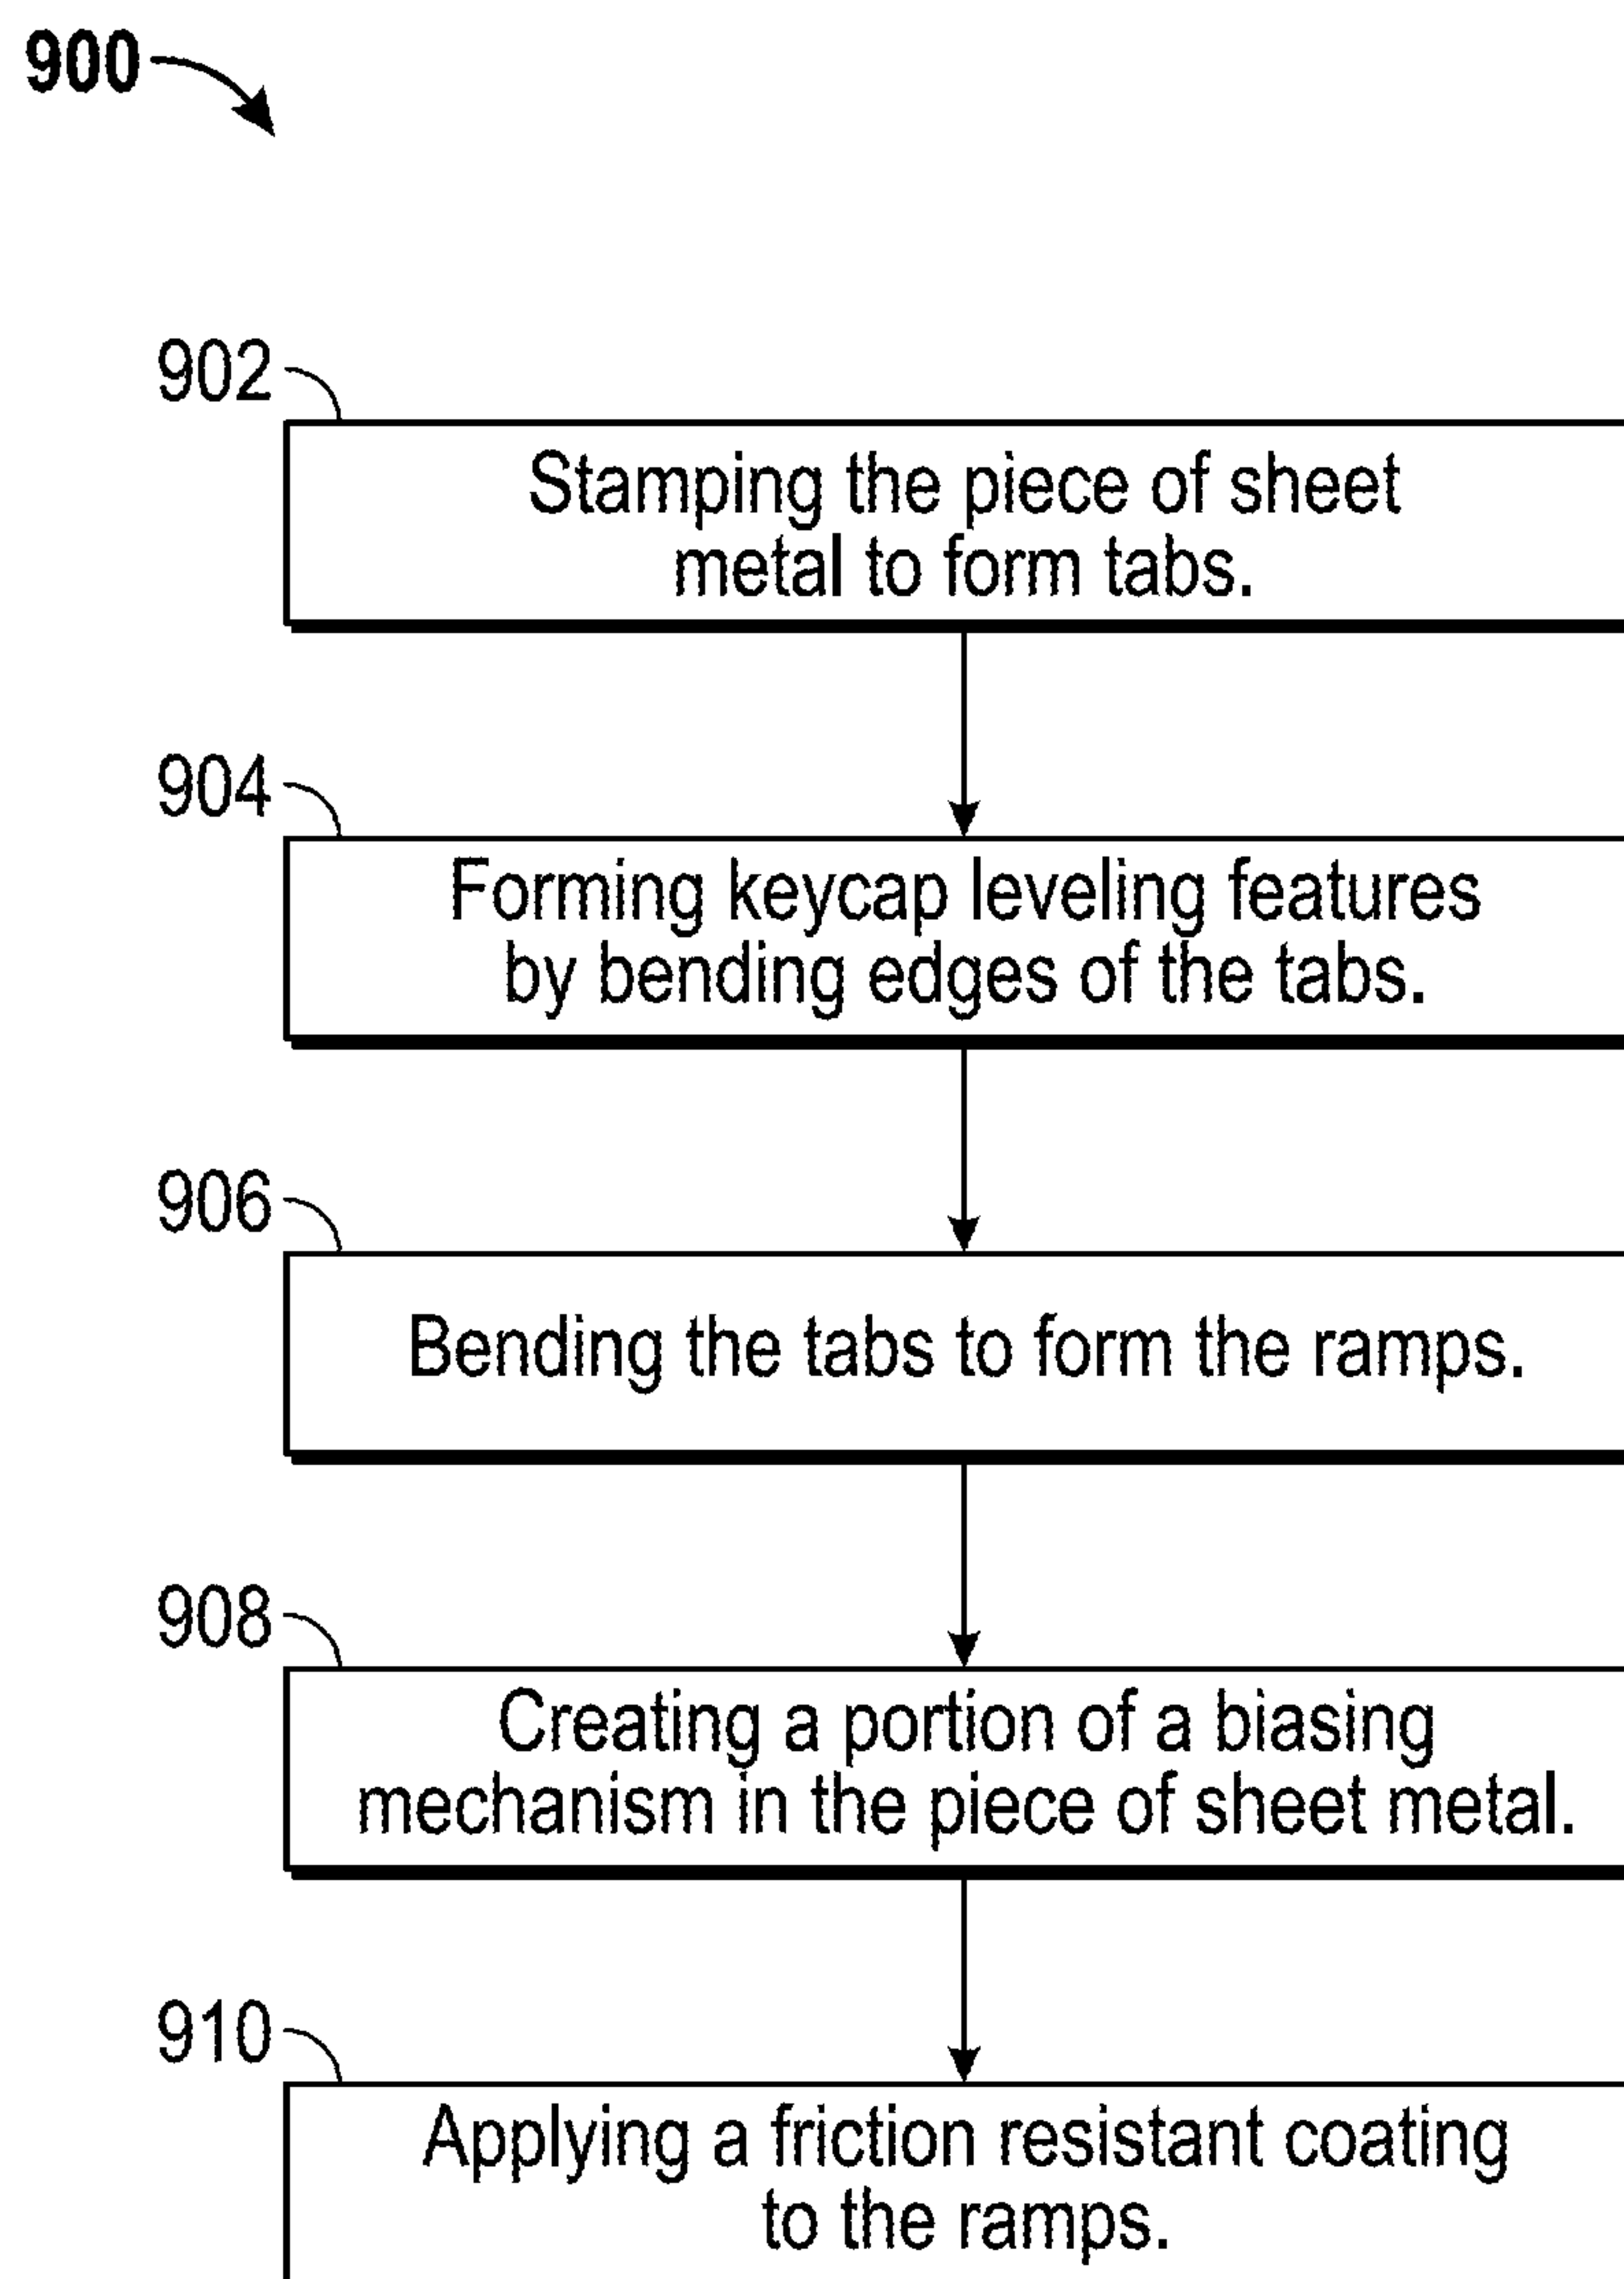 900
902
Stamping the piece of sheet
metal to form tabs.
904
Forming keycap leveling features
by bending edges of the tabs.
906
Bending the tabs to form the ramps.
908
Creating a portion of a biasing
mechanism in the piece of sheet metal.
910
Applying a friction resistant coating
to the ramps.